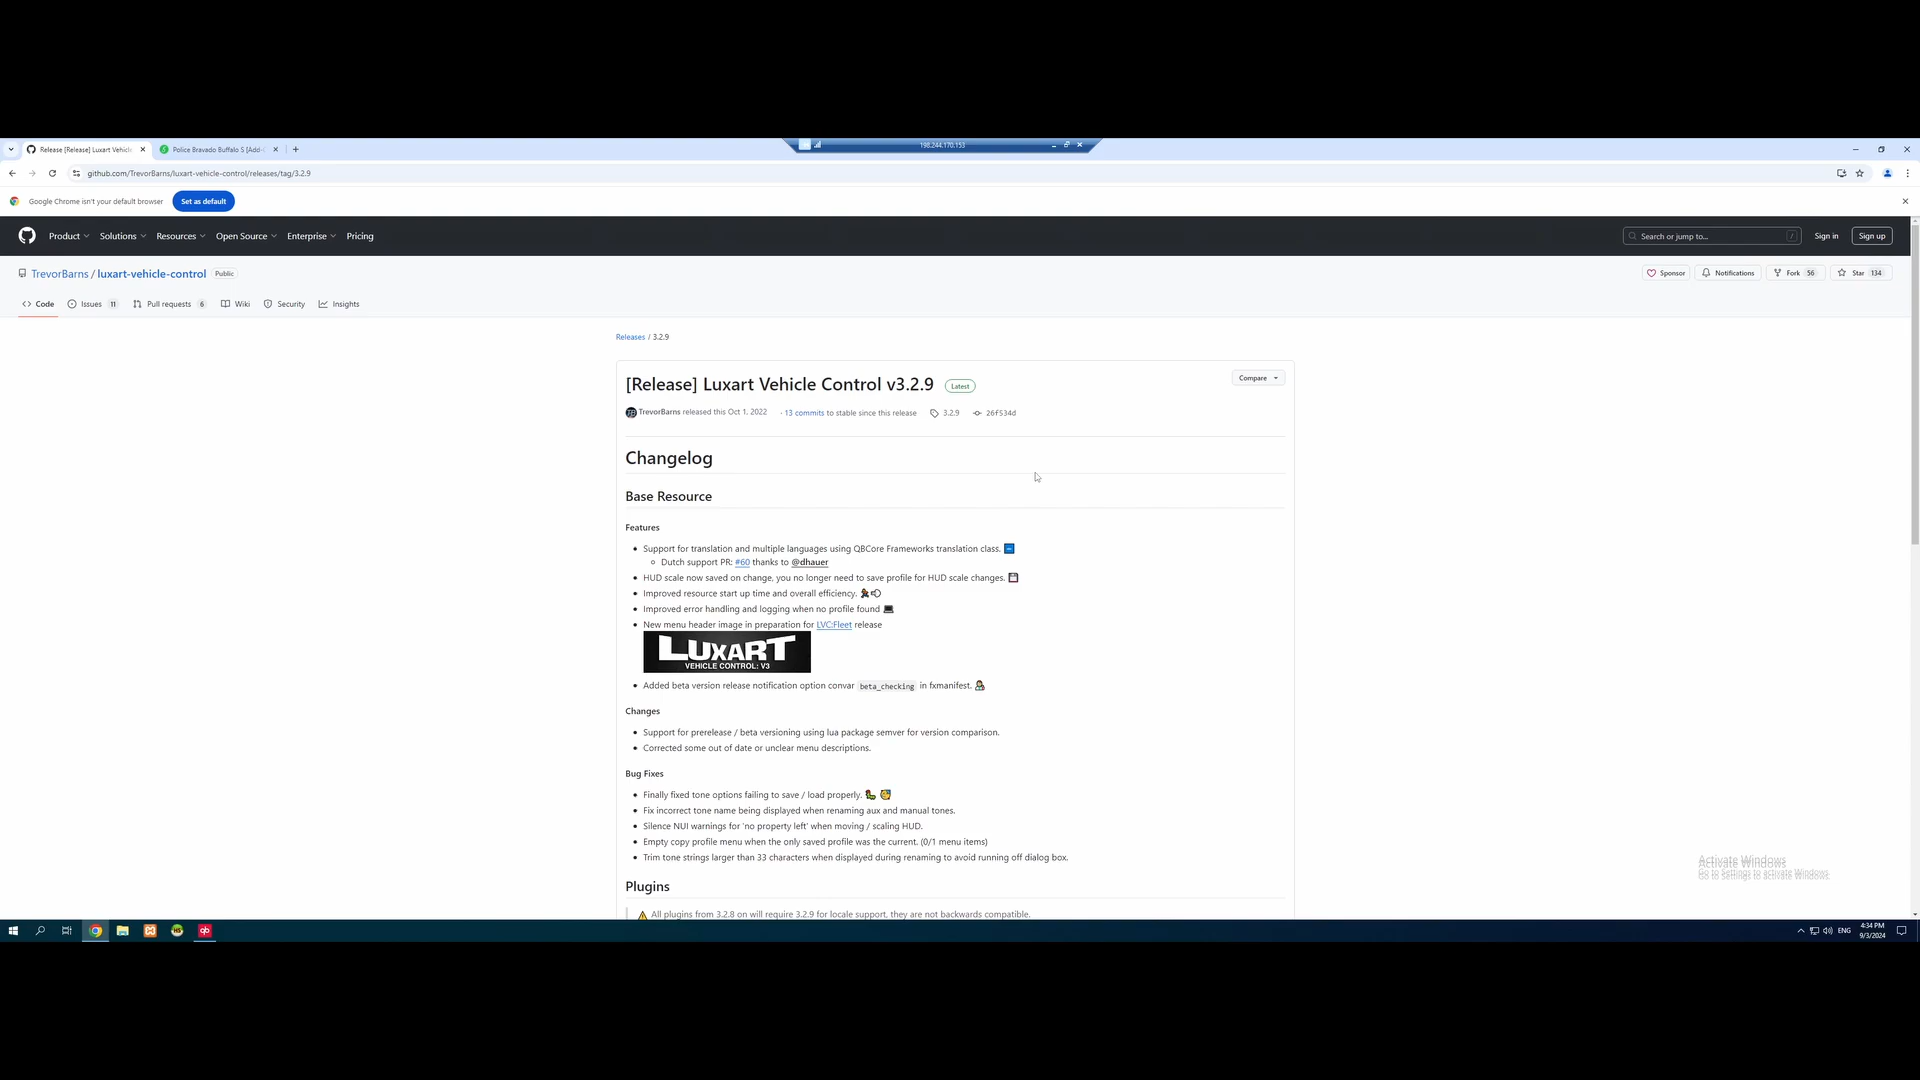 Release [Release] Luxart Vehicle
Police Bravado Buffalo S [Add-
198.244.170.153
github.com/TrevorBarns/luxart-vehicle-control/releases/tag/3.2.9
Google Chrome isn't your default browser
Set as default
Product
Solutions
Resources
Open Source
Enterprise
Pricing
Search or jump to...
/
Sign in
Sign up
TrevorBarns / luxart-vehicle-control Public
Sponsor
Notifications
Fork 56
Star 134
Code
Issues 11
Pull requests 6
Wiki
Security
Insights
Releases / 3.2.9
[Release] Luxart Vehicle Control v3.2.9 Latest
Compare
TrevorBarns released this Oct 1, 2022 · 13 commits to stable since this release 3.2.9 26f534d
Changelog
Base Resource
Features
• Support for translation and multiple languages using QBCore Frameworks translation class.
Dutch support PR: #60 thanks to @dhauer
• HUD scale now saved on change, you no longer need to save profile for HUD scale changes.
• Improved resource start up time and overall efficiency.
• Improved error handling and logging when no profile found
• New menu header image in preparation for LVC:Fleet release
LUXART
VEHICLE CONTROL: V3
• Added beta version release notification option convar beta_checking in fxmanifest.
Changes
• Support for prerelease / beta versioning using lua package semver for version comparison.
• Corrected some out of date or unclear menu descriptions.
Bug Fixes
• Finally fixed tone options failing to save / load properly.
• Fix incorrect tone name being displayed when renaming aux and manual tones.
• Silence NUI warnings for 'no property left' when moving / scaling HUD.
• Empty copy profile menu when the only saved profile was the current. (0/1 menu items)
• Trim tone strings larger than 33 characters when displayed during renaming to avoid running off dialog box.
Plugins
All plugins from 3.2.8 on will require 3.2.9 for locale support, they are not backwards compatible.
Activate Windows
Go to Settings to activate Windows.
ENG
4:34 PM
9/3/2024